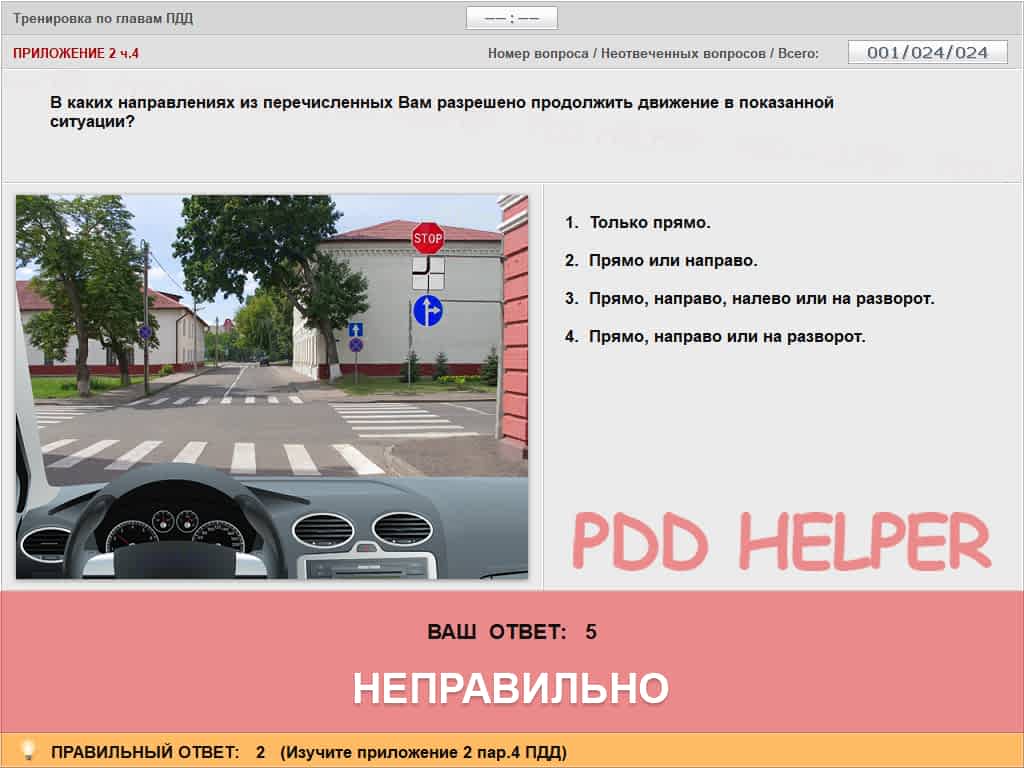 Тренировка по главам ПДД
—— : ——
ПРИЛОЖЕНИЕ 2 ч.4
Номер вопроса / Неотвеченных вопросов / Всего: 001/024/024
В каких направлениях из перечисленных Вам разрешено продолжить движение в показанной
ситуации?
STOP
1. Только прямо.
2. Прямо или направо.
3. Прямо, направо, налево или на разворот.
4. Прямо, направо или на разворот.
PDD HELPER
ВАШ ОТВЕТ: 5
НЕПРАВИЛЬНО
ПРАВИЛЬНЫЙ ОТВЕТ: 2 (Изучите приложение 2 пар.4 ПДД)